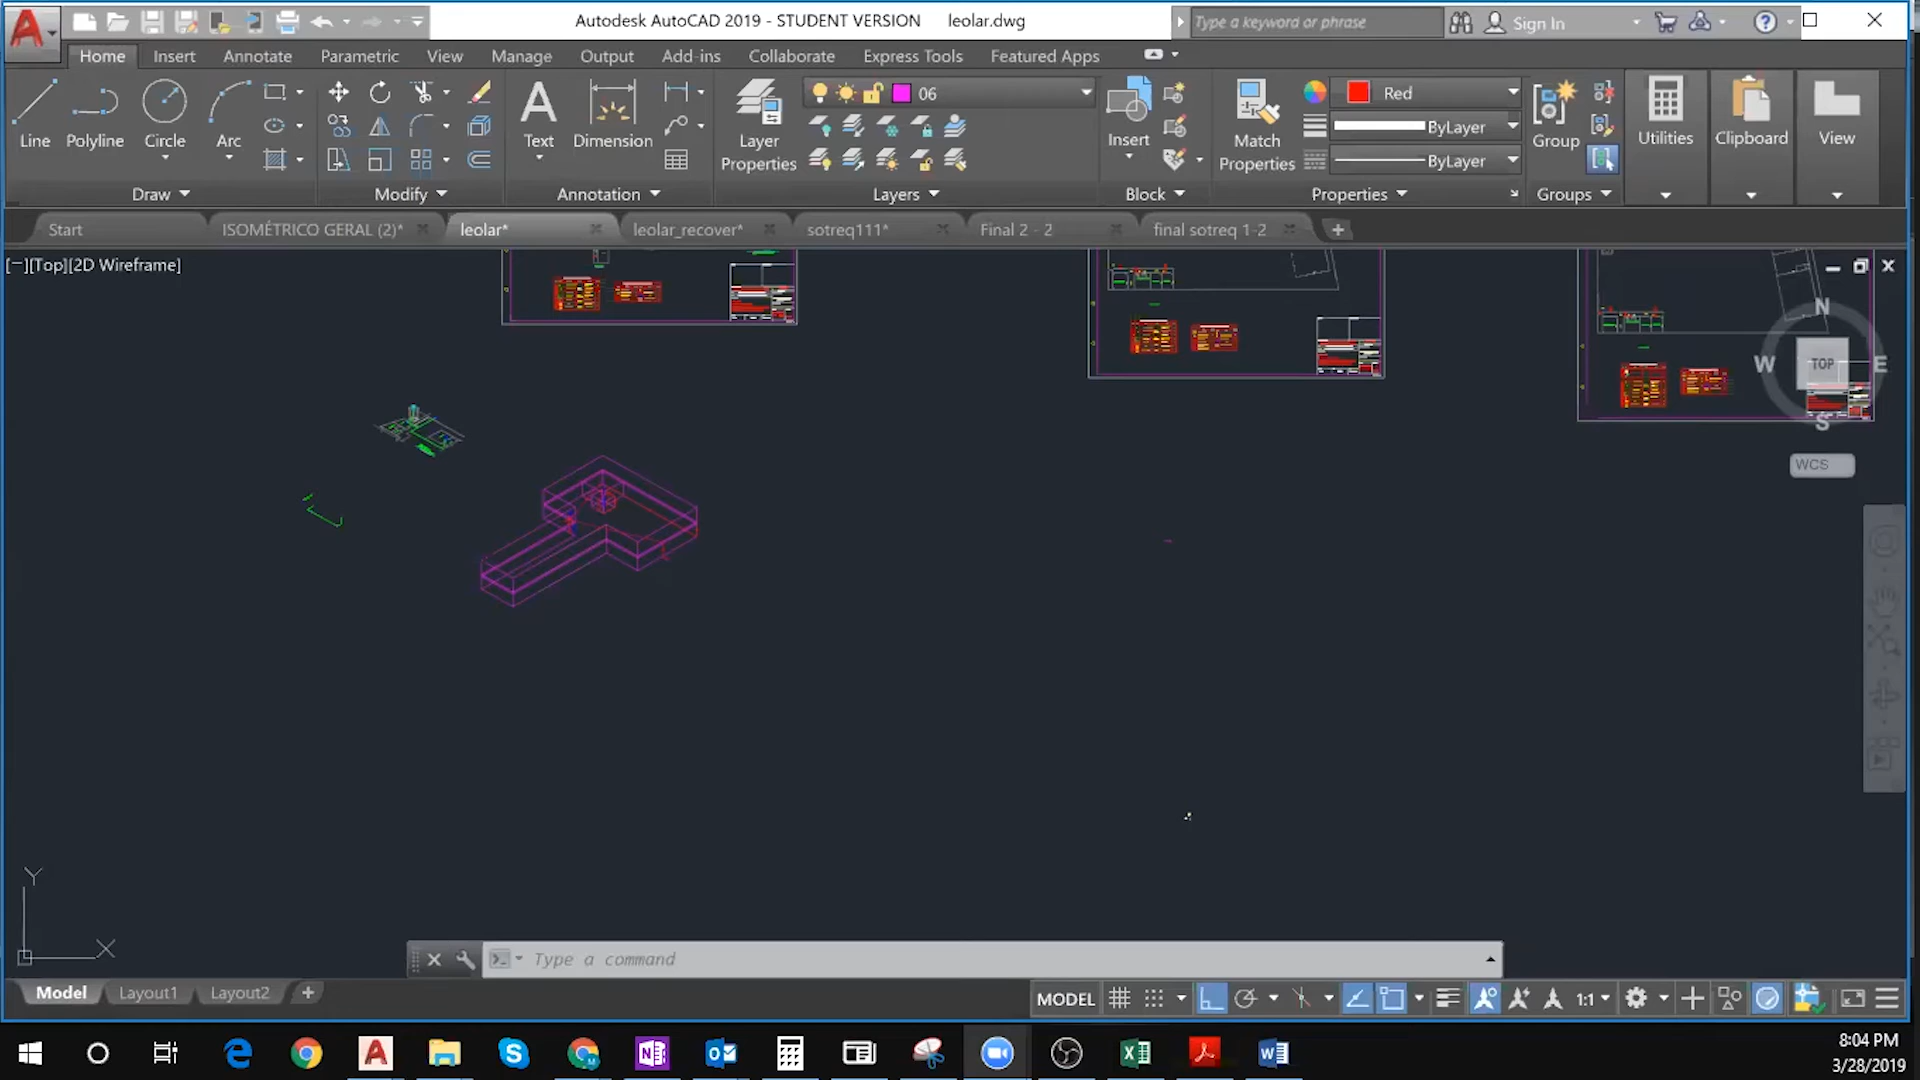 Autodesk AutoCAD 2019 - STUDENT VERSION leolar.dwg
Type a keyword or phrase
Sign In
Home Insert Annotate Parametric View Manage Output Add-ins Collaborate Express Tools Featured Apps
06
Red
ByLayer
ByLayer
Line Polyline Circle Arc
Text Dimension
Layer
Properties
Insert
Match
Properties
Group
Utilities Clipboard View
Draw Modify Annotation Layers Block Properties Groups
Start ISOMÉTRICO GERAL (2)* leolar* leolar_recover* sotreq111* Final 2 - 2 final sotreq 1-2
[−][Top][2D Wireframe]
N
W TOP E
S
WCS
Y
X
Type a command
Model Layout1 Layout2
MODEL 1:1
8:04 PM
3/28/2019